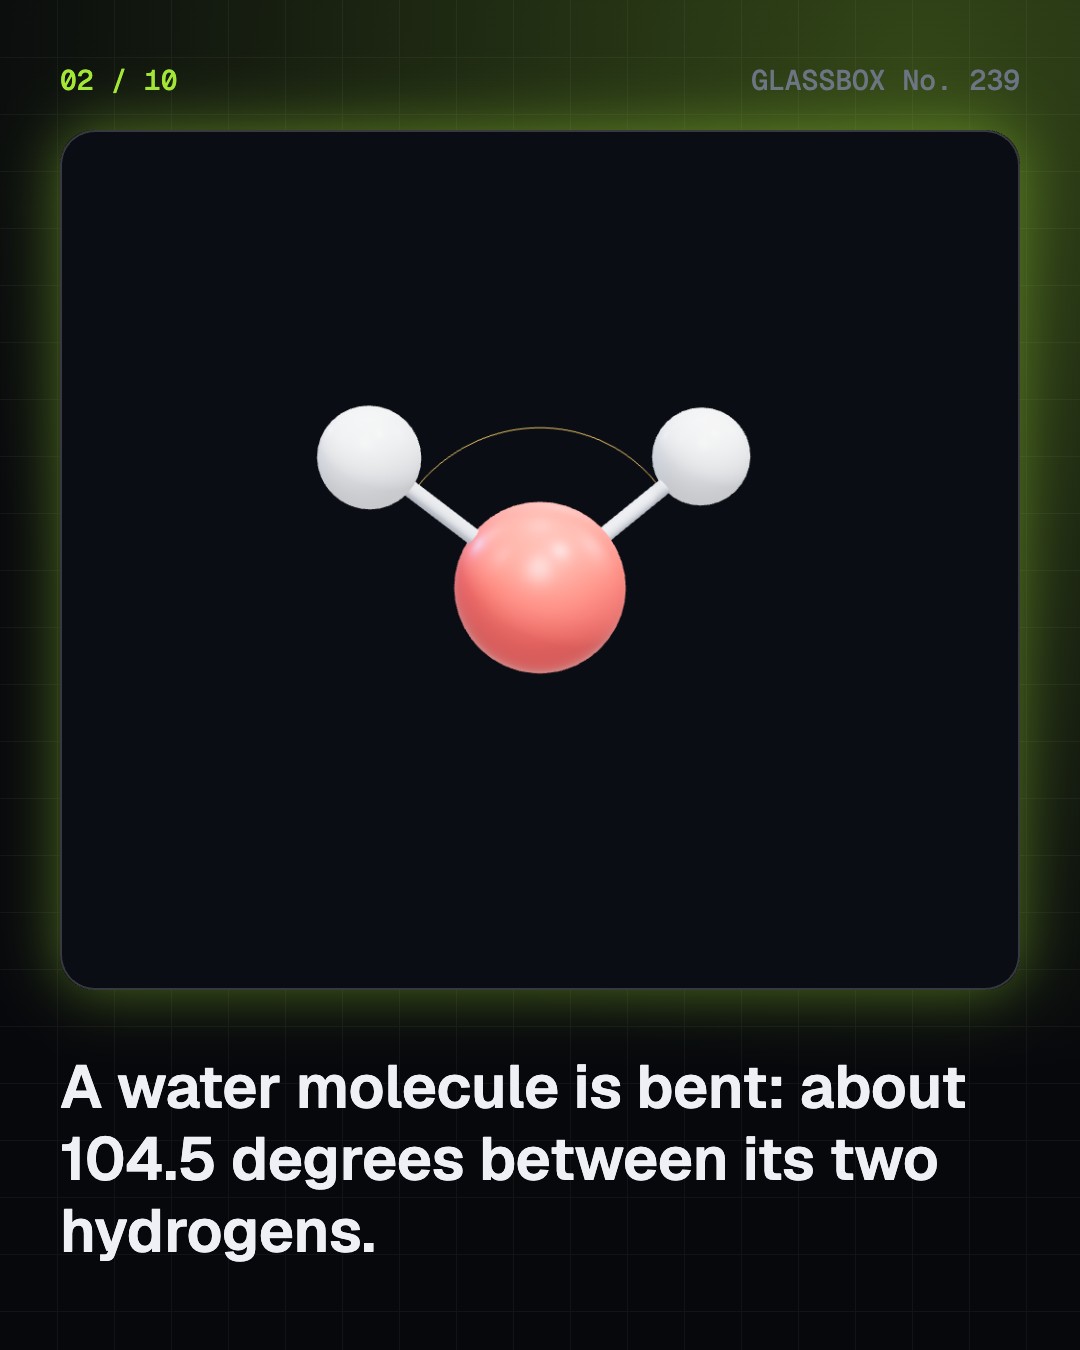 02 / 10
GLASSBOX No. 239
A water molecule is bent: about
104.5 degrees between its two
hydrogens.